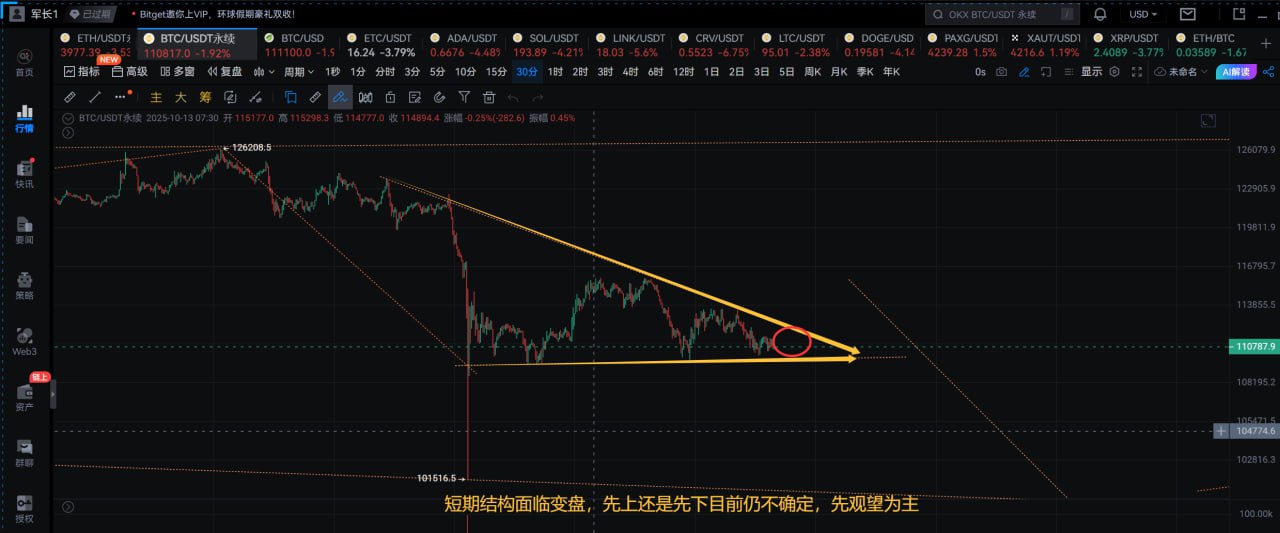 军长1 已过期 Bitget邀你上VIP，环球假期豪礼双收！ OKX BTC/USDT 永续 / USD
ETH/USDT永 BTC/USDT永续 BTC/USD ETC/USDT ADA/USDT SOL/USDT LINK/USDT CRV/USDT LTC/USDT DOGE/USD PAXG/USDT XAUT/USDT XRP/USDT ETH/BTC
3977.39 110817.0 -1.92% 111100.0 -1.9 16.24 -3.79% 0.6676 -4.48% 193.89 -4.21% 18.03 -5.6% 0.5523 -6.75% 95.01 -2.38% 0.19581 -4.14 4239.28 1.5% 4216.6 1.19% 2.4089 -3.77% 0.03589 -1.67
首页
NEW
指标 高级 多窗 复盘 周期 1秒 1分 分时 3分 5分 10分 15分 30分 1时 2时 3时 4时 6时 12时 1日 2日 3日 5日 周K 月K 季K 年K 0s 显示 未命名 AI解读
主 大 筹
BTC/USDT永续 2025-10-13 07:30 开 115177.0 高 115298.3 低 114777.0 收 114894.4 涨幅 -0.25%(-282.6) 振幅 0.45%
行情
快讯
要闻
策略
Web3
链上
资产
群聊
授权
126208.5
101516.5
126079.9
122905.9
119811.9
116795.7
113855.5
110787.9
108195.2
105471.5
104774.6
102816.3
100.00k
短期结构面临变盘，先上还是先下目前仍不确定，先观望为主